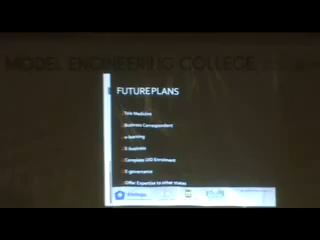 MODEL ENGINEERING COLLEGE
FUTURE PLANS
Tele Medicine
Business Correspondent
e-learning
E-business
Complete UID Enrolment
E-governance
Offer Expertise to other states